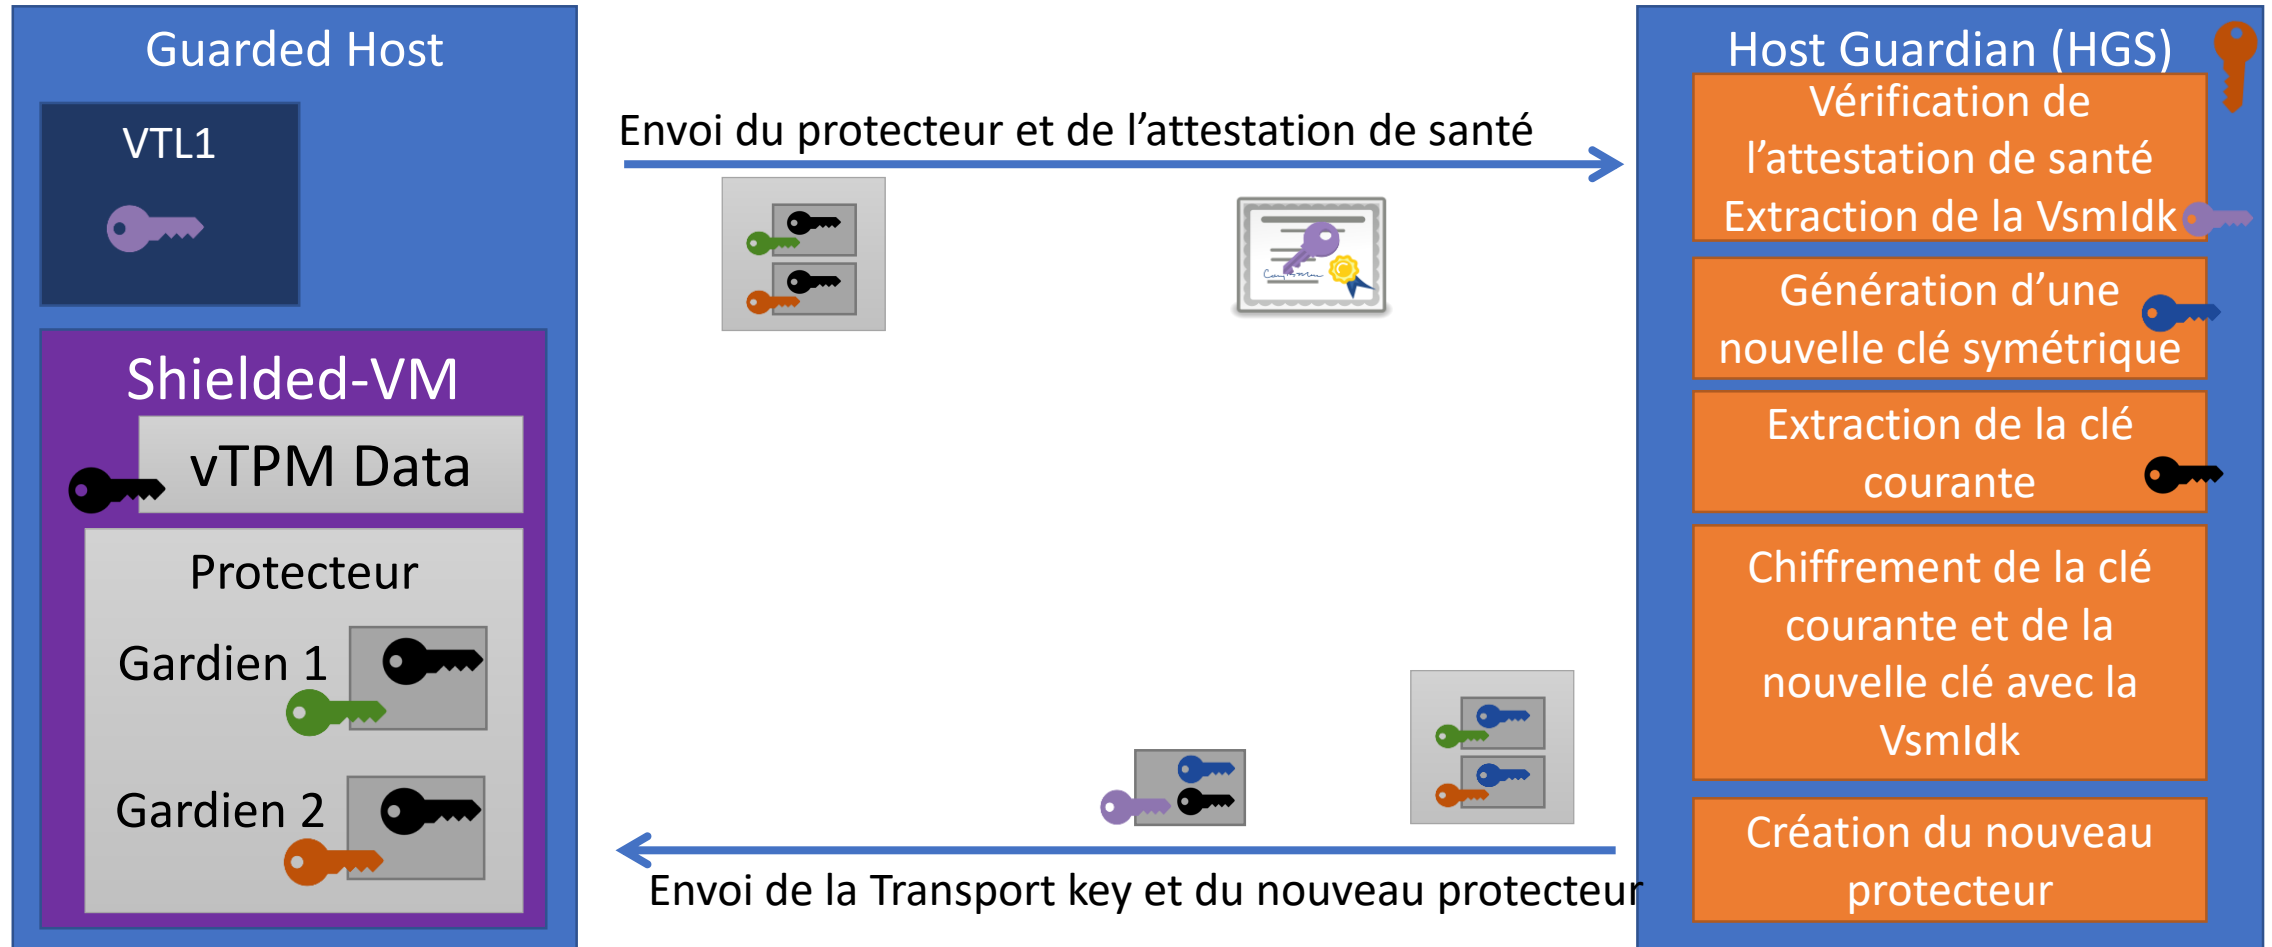 Guarded Host
VTL1
Shielded-VM
vTPM Data
Protecteur
Gardien 1
Gardien 2
Envoi du protecteur et de l’attestation de santé
Envoi de la Transport key et du nouveau protecteur
Host Guardian (HGS)
Vérification de
l’attestation de santé
Extraction de la VsmIdk
Génération d’une
nouvelle clé symétrique
Extraction de la clé
courante
Chiffrement de la clé
courante et de la
nouvelle clé avec la
VsmIdk
Création du nouveau
protecteur